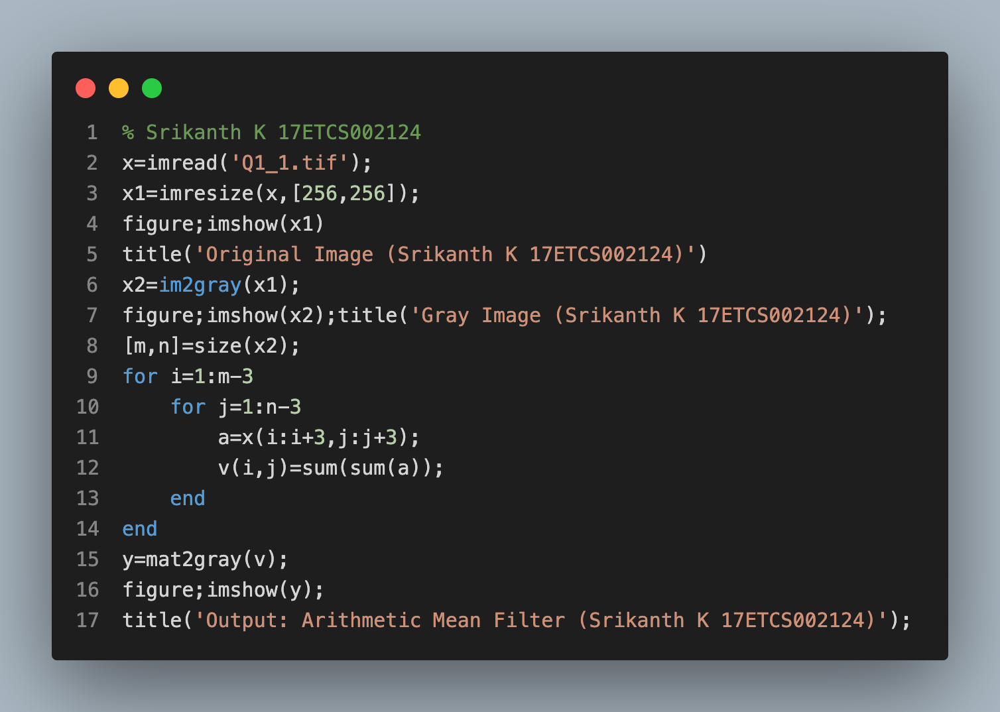 1 % Srikanth K 17ETCS002124
2 x=imread('Q1_1.tif');
3 x1=imresize(x,[256,256]);
4 figure;imshow(x1)
5 title('Original Image (Srikanth K 17ETCS002124)')
6 x2=im2gray(x1);
7 figure;imshow(x2);title('Gray Image (Srikanth K 17ETCS002124)');
8 [m,n]=size(x2);
9 for i=1:m-3
10     for j=1:n-3
11         a=x(i:i+3,j:j+3);
12         v(i,j)=sum(sum(a));
13     end
14 end
15 y=mat2gray(v);
16 figure;imshow(y);
17 title('Output: Arithmetic Mean Filter (Srikanth K 17ETCS002124)');